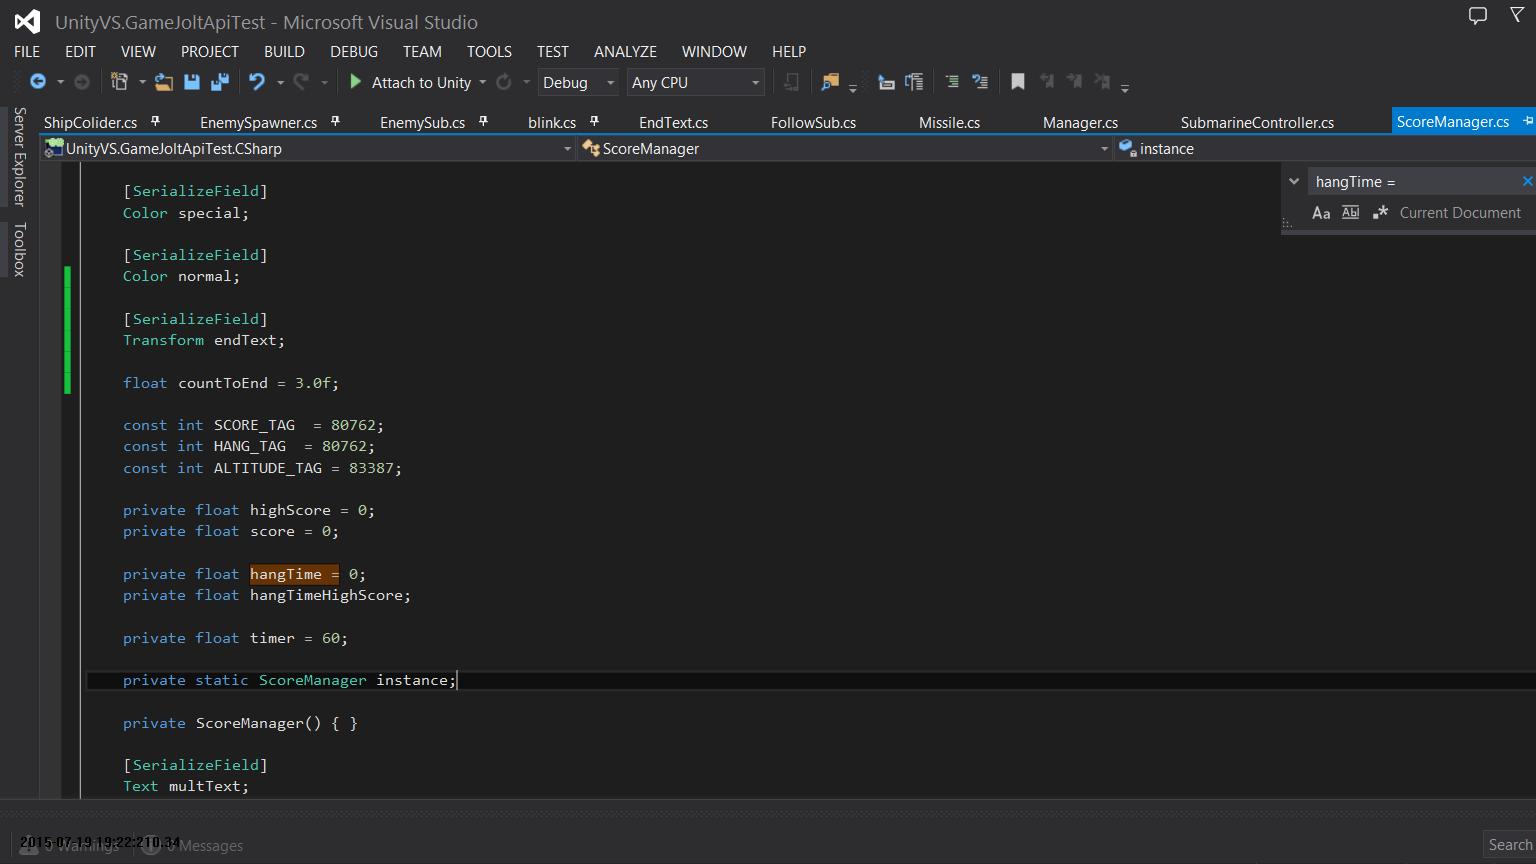 UnityVS.GameJoltApiTest - Microsoft Visual Studio
FILE EDIT VIEW PROJECT BUILD DEBUG TEAM TOOLS TEST ANALYZE WINDOW HELP
Attach to Unity Debug Any CPU
Server Explorer
Toolbox
ShipColider.cs EnemySpawner.cs EnemySub.cs blink.cs EndText.cs FollowSub.cs Missile.cs Manager.cs SubmarineController.cs ScoreManager.cs
UnityVS.GameJoltApiTest.CSharp ScoreManager instance
hangTime =
Aa Abl .* Current Document
[SerializeField]
Color special;
[SerializeField]
Color normal;
[SerializeField]
Transform endText;
float countToEnd = 3.0f;
const int SCORE_TAG  = 80762;
const int HANG_TAG  = 80762;
const int ALTITUDE_TAG = 83387;
private float highScore = 0;
private float score = 0;
private float hangTime = 0;
private float hangTimeHighScore;
private float timer = 60;
private static ScoreManager instance;
private ScoreManager() { }
[SerializeField]
Text multText;
2015-07-19 19:22:210.34
0 Warnings 0 Messages
Search